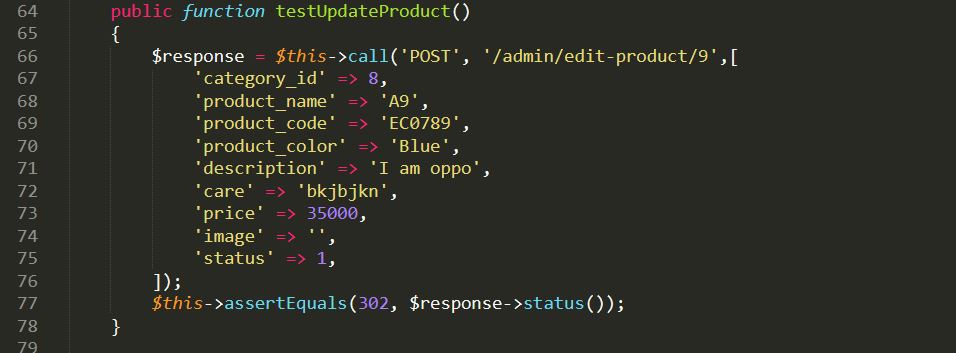 64 public function testUpdateProduct()
65 {
66 $response = $this->call('POST', '/admin/edit-product/9',[
67 'category_id' => 8,
68 'product_name' => 'A9',
69 'product_code' => 'EC0789',
70 'product_color' => 'Blue',
71 'description' => 'I am oppo',
72 'care' => 'bkjbjkn',
73 'price' => 35000,
74 'image' => '',
75 'status' => 1,
76 ]);
77 $this->assertEquals(302, $response->status());
78 }
79